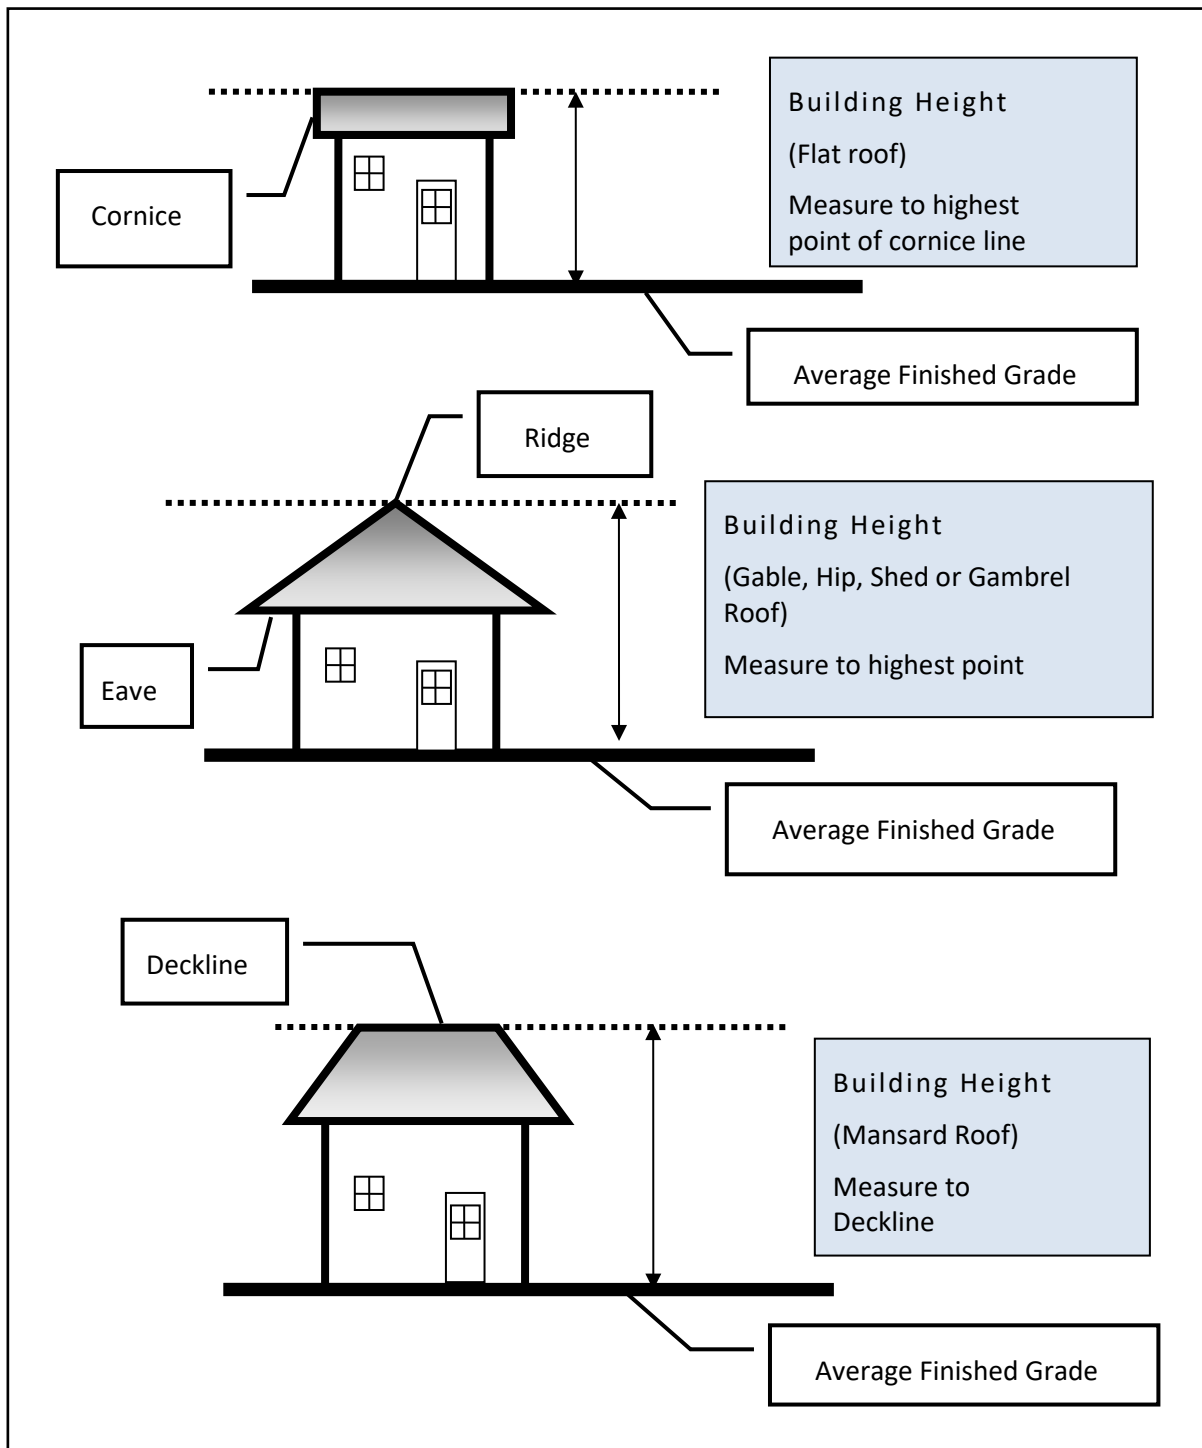 Building Height
(Flat roof)
Measure to highest
point of cornice line
Cornice
Average Finished Grade
Ridge
Building Height
(Gable, Hip, Shed or Gambrel
Roof)
Measure to highest point
Eave
Average Finished Grade
Deckline
Building Height
(Mansard Roof)
Measure to
Deckline
Average Finished Grade